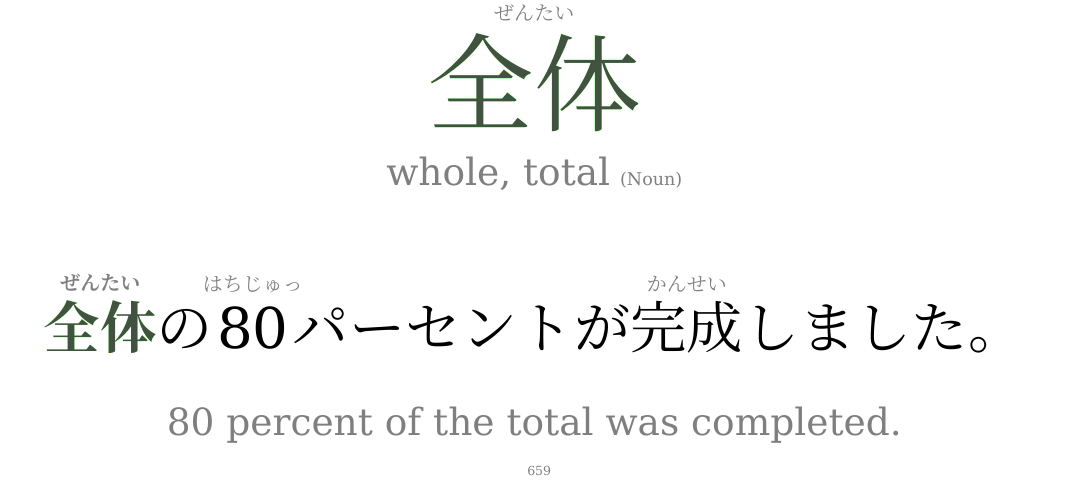 ぜんたい
全体
whole, total (Noun)
ぜんたい はちじゅっ かんせい
全体の80パーセントが完成しました。
80 percent of the total was completed.
659